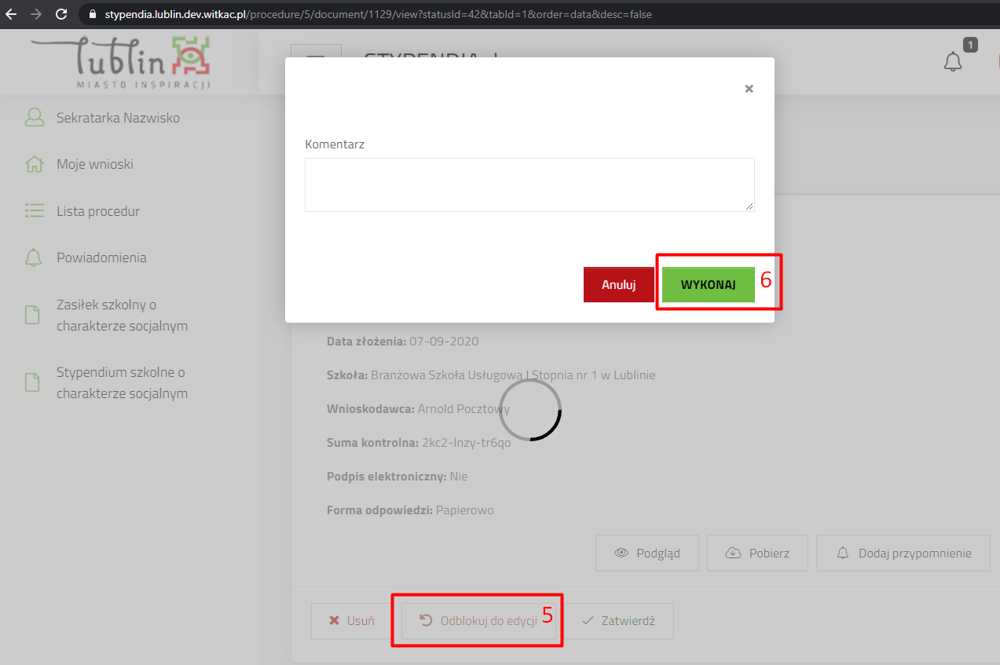 stypendia.lublin.dev.witkac.pl/procedure/5/document/1129/view?statusId=42&tabId=1&order=data&desc=false
lublin
MIASTO INSPIRACJI
1
Sekratarka Nazwisko
Moje wnioski
Lista procedur
Powiadomienia
Zasiłek szkolny o
charakterze socjalnym
Stypendium szkolne o
charakterze socjalnym
×
Komentarz
Anuluj
WYKONAJ
6
Data złożenia: 07-09-2020
Szkoła: Branżowa Szkoła Usługowa I Stopnia nr 1 w Lublinie
Wnioskodawca: Arnold Pocztowy
Suma kontrolna: 2kc2-lnzy-tr6qo
Podpis elektroniczny: Nie
Forma odpowiedzi: Papierowo
Podgląd
Pobierz
Dodaj przypomnienie
Usuń
Odblokuj do edycji
5
Zatwierdź